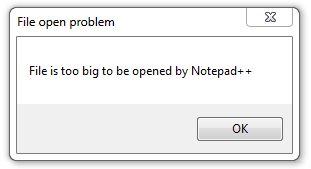 File open problem
File is too big to be opened by Notepad++
OK